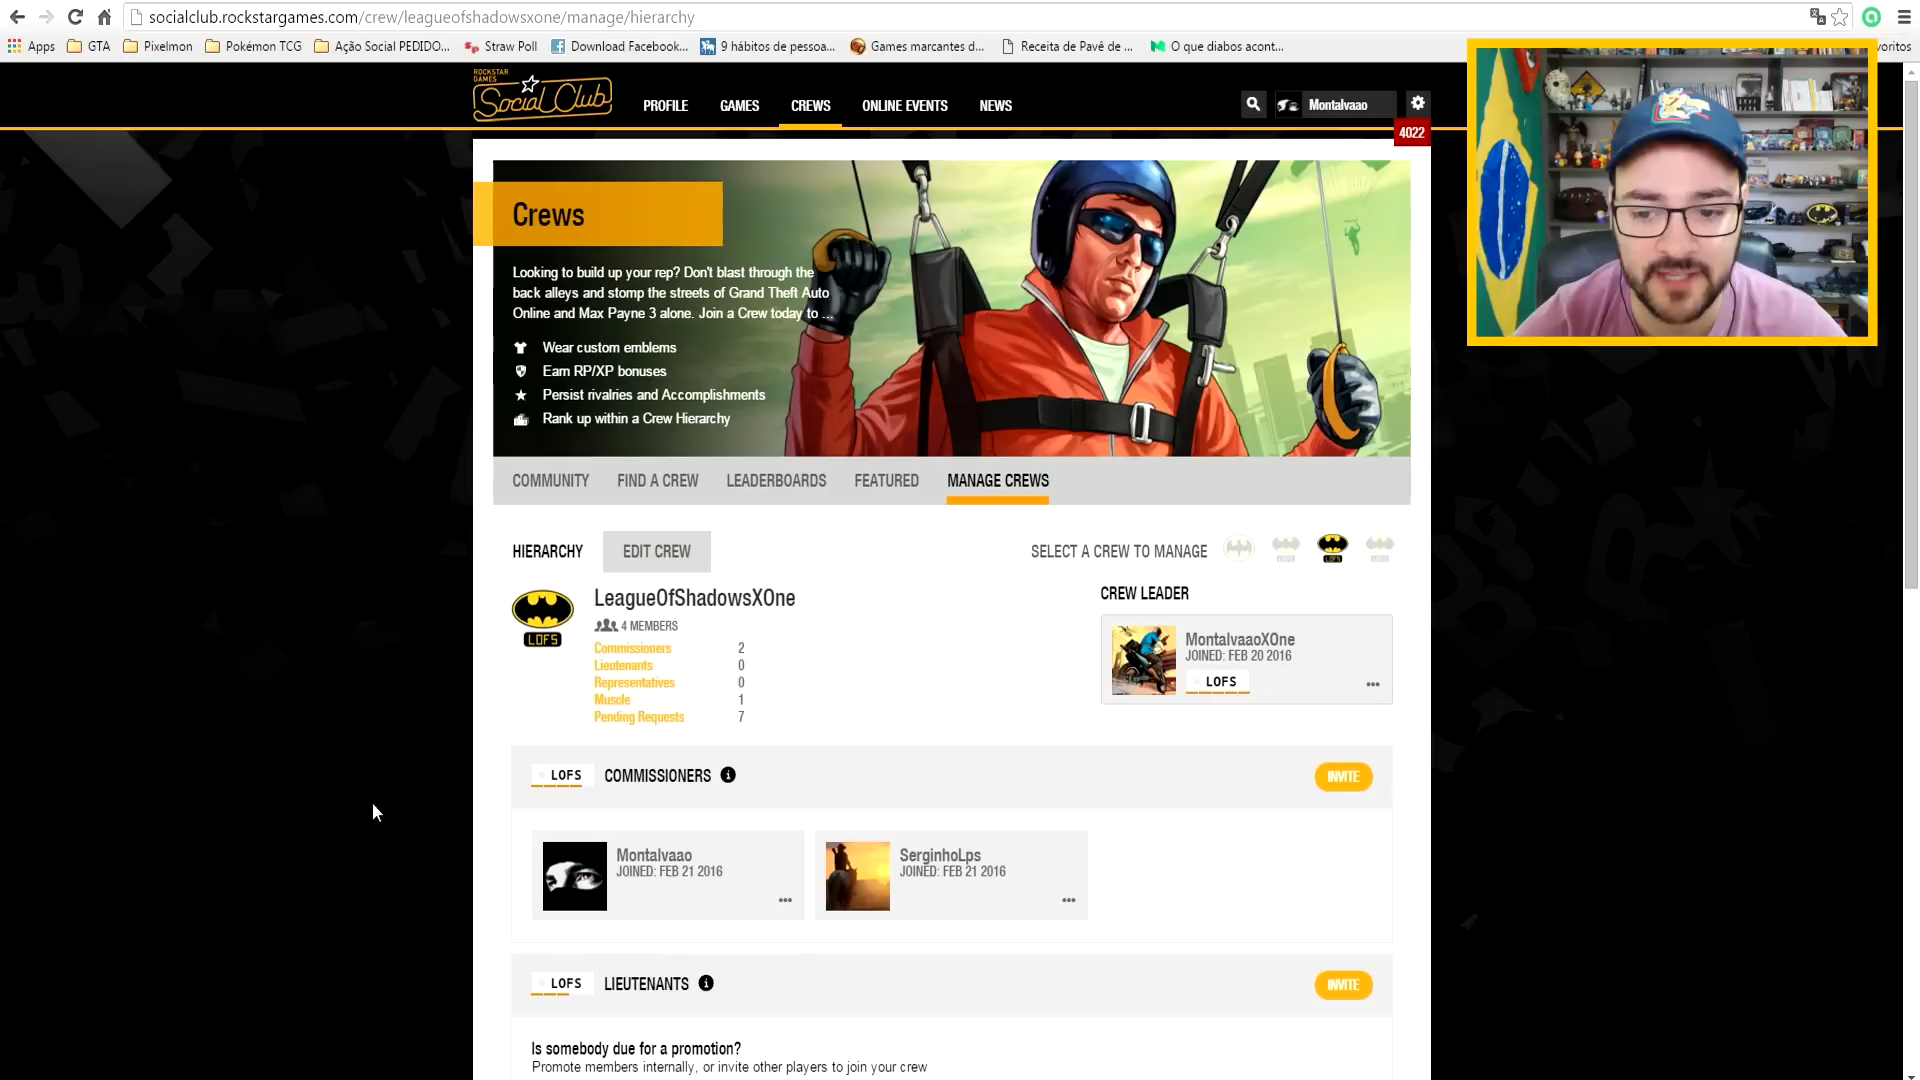 socialclub.rockstargames.com/crew/leagueofshadowsxone/manage/hierarchy
Apps GTA Pixelmon Pokémon TCG Ação Social PEDIDO... Straw Poll Download Facebook... 9 hábitos de pessoa... Games marcantes d... Receita de Pavê de ... O que diabos acont... voritos
ROCKSTAR GAMES
Social Club
PROFILE GAMES CREWS ONLINE EVENTS NEWS
Montalvaao
4022
Crews
Looking to build up your rep? Don't blast through the
back alleys and stomp the streets of Grand Theft Auto
Online and Max Payne 3 alone. Join a Crew today to ...
Wear custom emblems
Earn RP/XP bonuses
Persist rivalries and Accomplishments
Rank up within a Crew Hierarchy
COMMUNITY FIND A CREW LEADERBOARDS FEATURED MANAGE CREWS
HIERARCHY EDIT CREW SELECT A CREW TO MANAGE
LeagueOfShadowsXOne
LOFS
4 MEMBERS
Commissioners 2
Lieutenants 0
Representatives 0
Muscle 1
Pending Requests 7
CREW LEADER
MontalvaaoXOne
JOINED: FEB 20 2016
LOFS
LOFS COMMISSIONERS INVITE
Montalvaao
JOINED: FEB 21 2016
SerginhoLps
JOINED: FEB 21 2016
LOFS LIEUTENANTS INVITE
Is somebody due for a promotion?
Promote members internally, or invite other players to join your crew